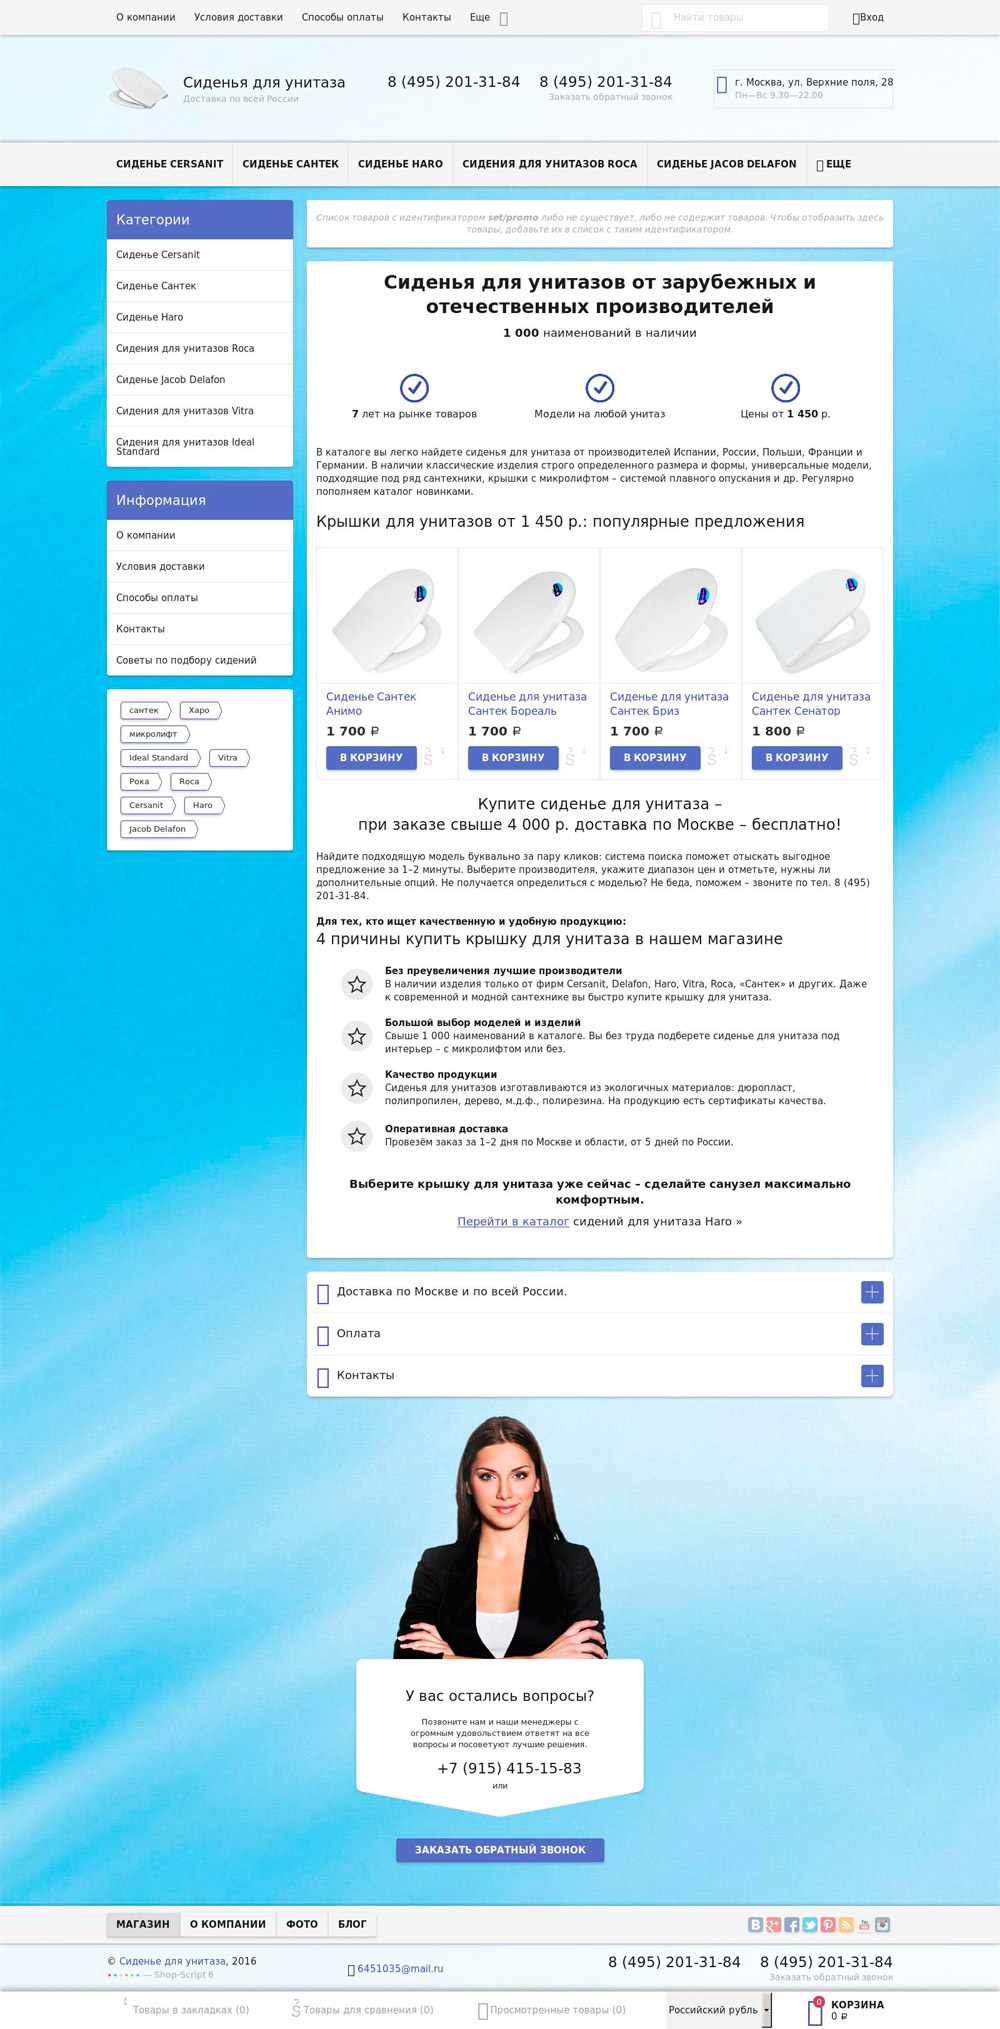 О компании Условия доставки Способы оплаты Контакты Еще Найти товары Вход
Сиденья для унитаза
Доставка по всей России
8 (495) 201-31-84 8 (495) 201-31-84
Заказать обратный звонок
г. Москва, ул. Верхние поля, 28
Пн—Вс 9.30—22.00
СИДЕНЬЕ CERSANIT СИДЕНЬЕ САНТЕК СИДЕНЬЕ HARO СИДЕНИЯ ДЛЯ УНИТАЗОВ ROCA СИДЕНЬЕ JACOB DELAFON ЕЩЕ
Категории
Сиденье Cersanit
Сиденье Сантек
Сиденье Haro
Сидения для унитазов Roca
Сиденье Jacob Delafon
Сидения для унитазов Vitra
Сидения для унитазов Ideal
Standard
Информация
О компании
Условия доставки
Способы оплаты
Контакты
Советы по подбору сидений
сантек Харо
микролифт
Ideal Standard Vitra
Рока Roca
Cersanit Haro
Jacob Delafon
Список товаров с идентификатором set/promo либо не существует, либо не содержит товаров. Чтобы отобразить здесь
товары, добавьте их в список с таким идентификатором.
Сиденья для унитазов от зарубежных и
отечественных производителей
1 000 наименований в наличии
7 лет на рынке товаров Модели на любой унитаз Цены от 1 450 р.
В каталоге вы легко найдете сиденья для унитаза от производителей Испании, России, Польши, Франции и
Германии. В наличии классические изделия строго определенного размера и формы, универсальные модели,
подходящие под ряд сантехники, крышки с микролифтом – системой плавного опускания и др. Регулярно
пополняем каталог новинками.
Крышки для унитазов от 1 450 р.: популярные предложения
Сиденье Сантек Сиденье для унитаза Сиденье для унитаза Сиденье для унитаза
Анимо Сантек Бореаль Сантек Бриз Сантек Сенатор
1 700 ₽ 1 700 ₽ 1 700 ₽ 1 800 ₽
В КОРЗИНУ В КОРЗИНУ В КОРЗИНУ В КОРЗИНУ
Купите сиденье для унитаза –
при заказе свыше 4 000 р. доставка по Москве – бесплатно!
Найдите подходящую модель буквально за пару кликов: система поиска поможет отыскать выгодное
предложение за 1–2 минуты. Выберите производителя, укажите диапазон цен и отметьте, нужны ли
дополнительные опций. Не получается определиться с моделью? Не беда, поможем – звоните по тел. 8 (495)
201-31-84.
Для тех, кто ищет качественную и удобную продукцию:
4 причины купить крышку для унитаза в нашем магазине
Без преувеличения лучшие производители
В наличии изделия только от фирм Cersanit, Delafon, Haro, Vitra, Roca, «Сантек» и других. Даже
к современной и модной сантехнике вы быстро купите крышку для унитаза.
Большой выбор моделей и изделий
Свыше 1 000 наименований в каталоге. Вы без труда подберете сиденье для унитаза под
интерьер – с микролифтом или без.
Качество продукции
Сиденья для унитазов изготавливаются из экологичных материалов: дюропласт,
полипропилен, дерево, м.д.ф., полирезина. На продукцию есть сертификаты качества.
Оперативная доставка
Провезём заказ за 1–2 дня по Москве и области, от 5 дней по России.
Выберите крышку для унитаза уже сейчас – сделайте санузел максимально
комфортным.
Перейти в каталог сидений для унитаза Haro »
Доставка по Москве и по всей России.
Оплата
Контакты
У вас остались вопросы?
Позвоните нам и наши менеджеры с
огромным удовольствием ответят на все
вопросы и посоветуют лучшие решения.
+7 (915) 415-15-83
или
ЗАКАЗАТЬ ОБРАТНЫЙ ЗВОНОК
МАГАЗИН О КОМПАНИИ ФОТО БЛОГ
© Сиденье для унитаза, 2016
— Shop-Script 6
6451035@mail.ru
8 (495) 201-31-84 8 (495) 201-31-84
Заказать обратный звонок
Товары в закладках (0) Товары для сравнения (0) Просмотренные товары (0) Российский рубль
0 КОРЗИНА
0 ₽